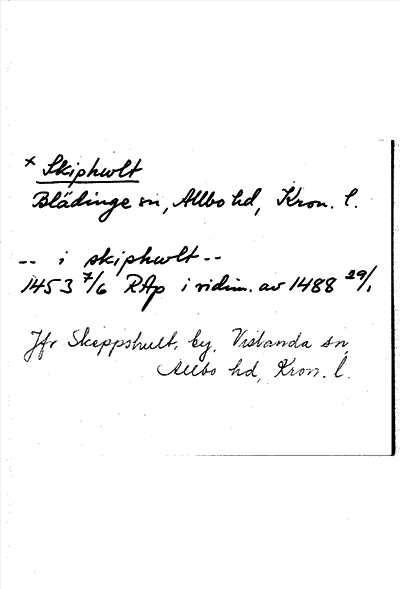 × Skiphwlt
Blädinge sn, Allbo hd, Kron. l.
-- i skiphwlt --
1453 7/6 RAp i vidim. av 1488 29/1
Jfr Skeppshult, by, Vislanda sn,
Allbo hd, Kron. l.